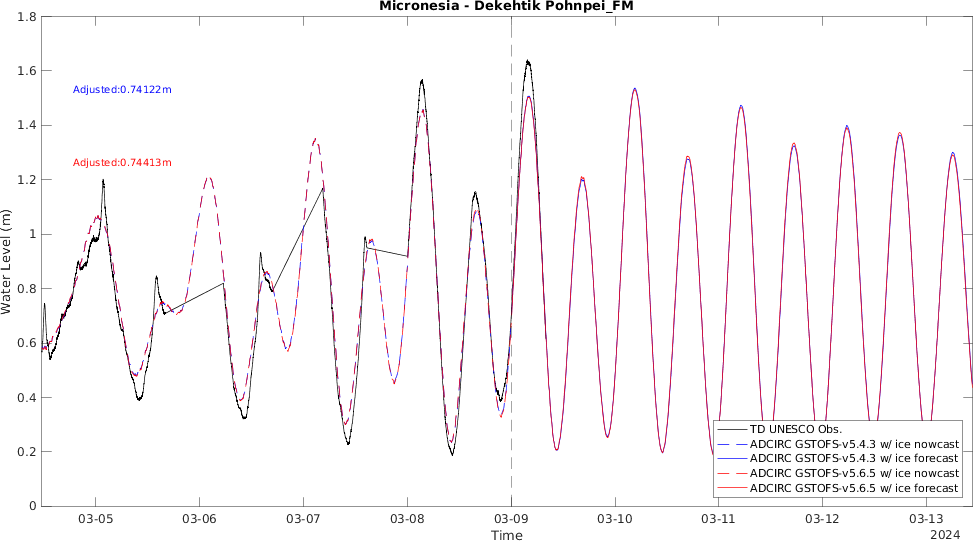 Micronesia - Dekehtik Pohnpei_FM
1.8
1.6
1.4
1.2
1
0.8
0.6
0.4
0.2
0
Water Level (m)
Adjusted:0.74122m
Adjusted:0.74413m
TD UNESCO Obs.
ADCIRC GSTOFS-v5.4.3 w/ ice nowcast
ADCIRC GSTOFS-v5.4.3 w/ ice forecast
ADCIRC GSTOFS-v5.6.5 w/ ice nowcast
ADCIRC GSTOFS-v5.6.5 w/ ice forecast
03-05 03-06 03-07 03-08 03-09 03-10 03-11 03-12 03-13
Time
2024